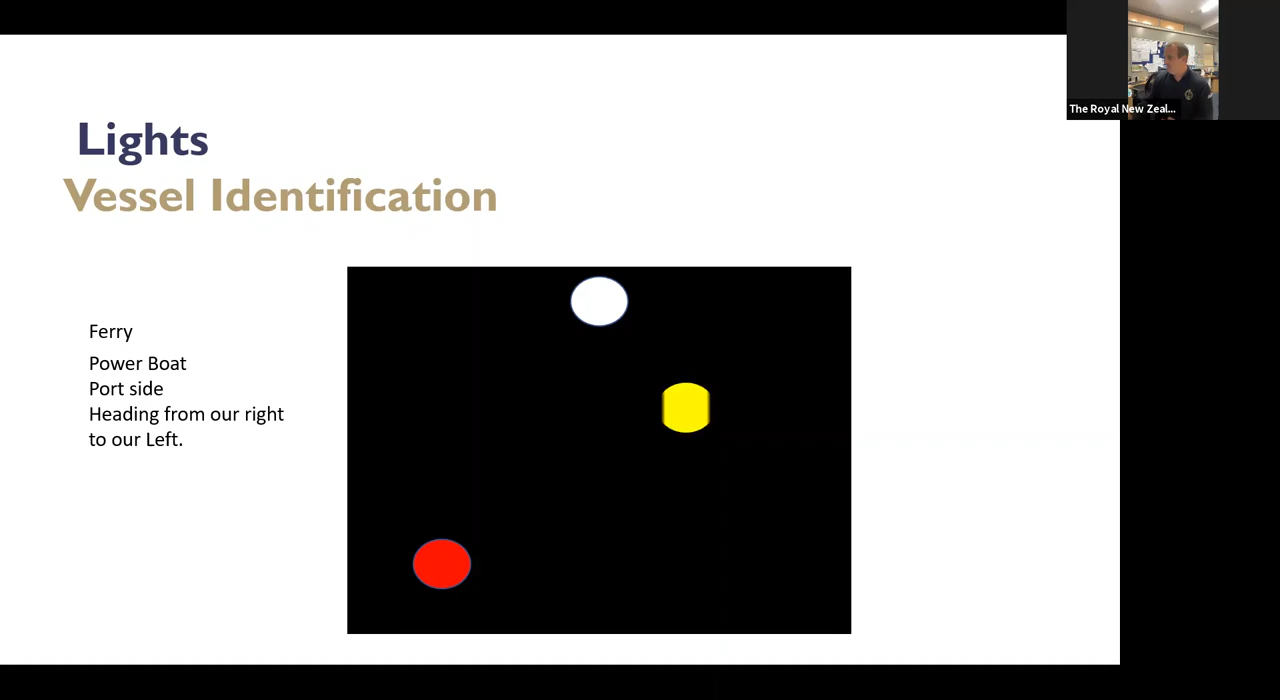 The Royal New Zeal...
Lights
Vessel Identification
Ferry
Power Boat
Port side
Heading from our right
to our Left.